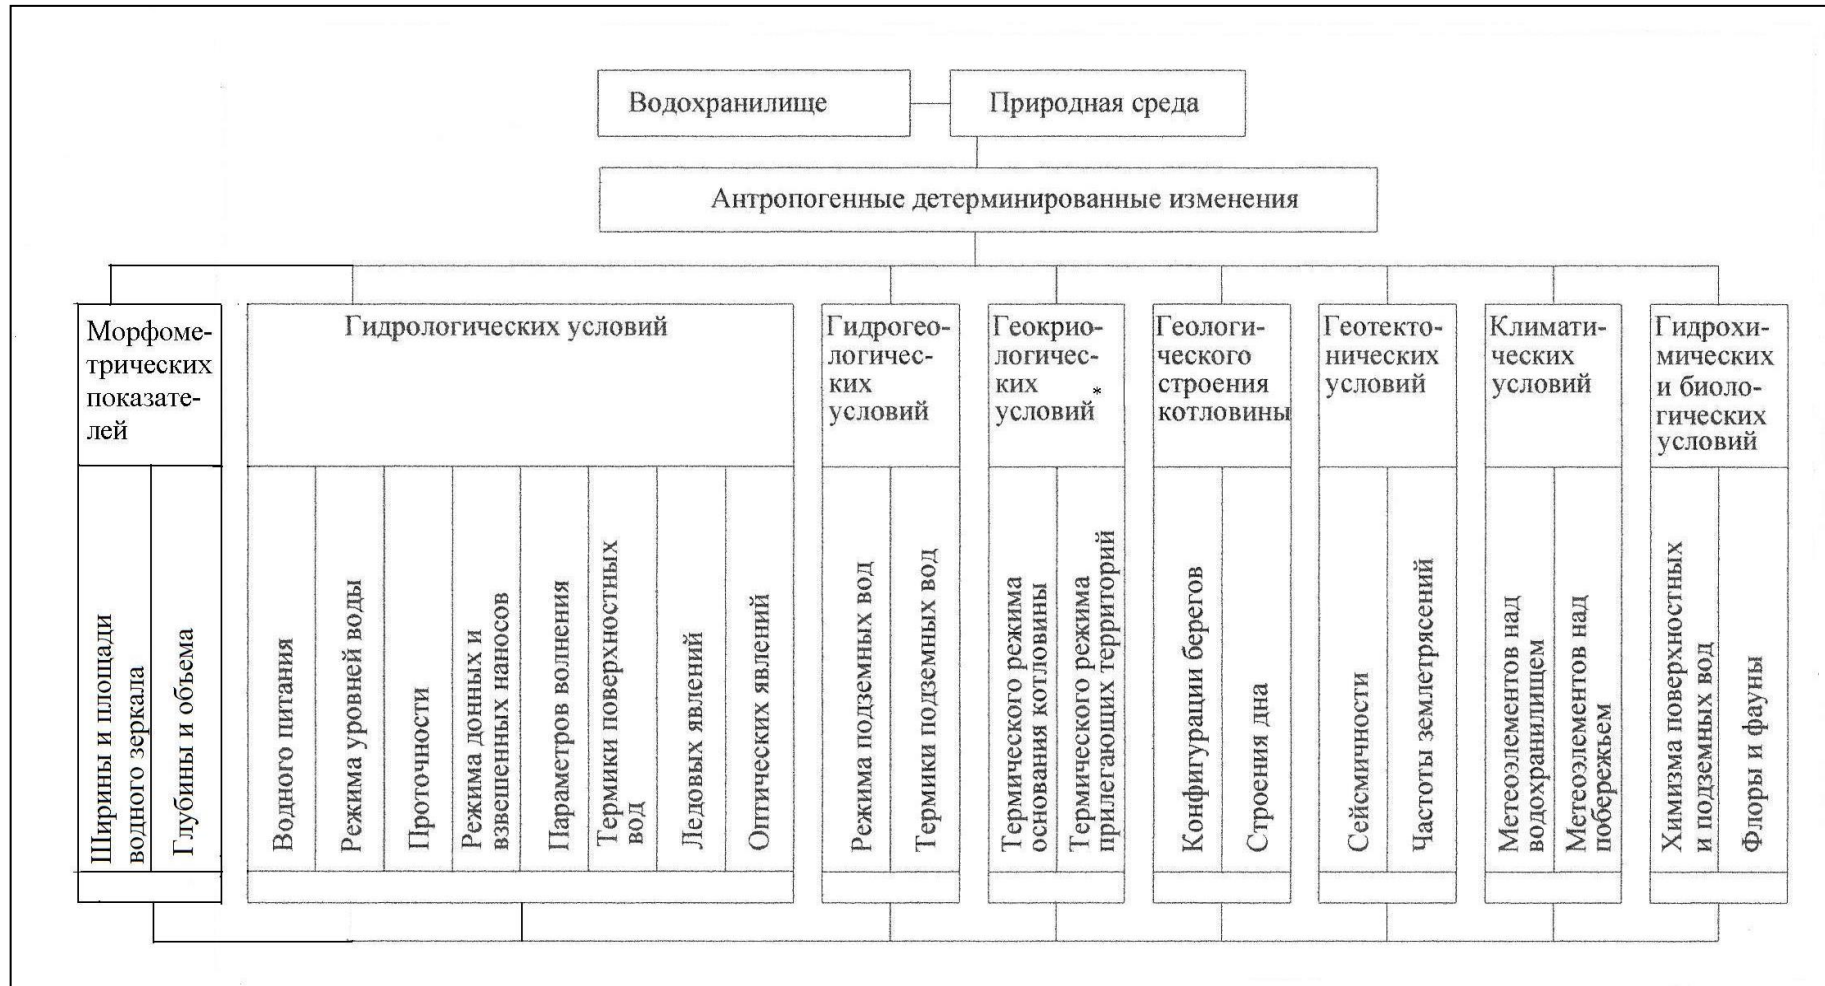 Водохранилище
Природная среда
Антропогенные детерминированные изменения
Морфоме-
трических
показате-
лей
Гидрологических условий
Гидрогео-
логичес-
ких
условий
Геокрио-
логичес-
ких
условий*
Геологи-
ческого
строения
котловины
Геотекто-
нических
условий
Климати-
ческих
условий
Гидрохи-
мических
и биоло-
гических
условий
Ширины и площади
водного зеркала
Глубины и объема
Водного питания
Режима уровней воды
Проточности
Режима донных и
взвешенных наносов
Параметров волнения
Термики поверхностных
вод
Ледовых явлений
Оптических явлений
Режима подземных вод
Термики подземных вод
Термического режима
основания котловины
Термического режима
прилегающих территорий
Конфигурации берегов
Строения дна
Сейсмичности
Частоты землетрясений
Метеоэлементов над
водохранилищем
Метеоэлементов над
побережьем
Химизма поверхностных
и подземных вод
Флоры и фауны